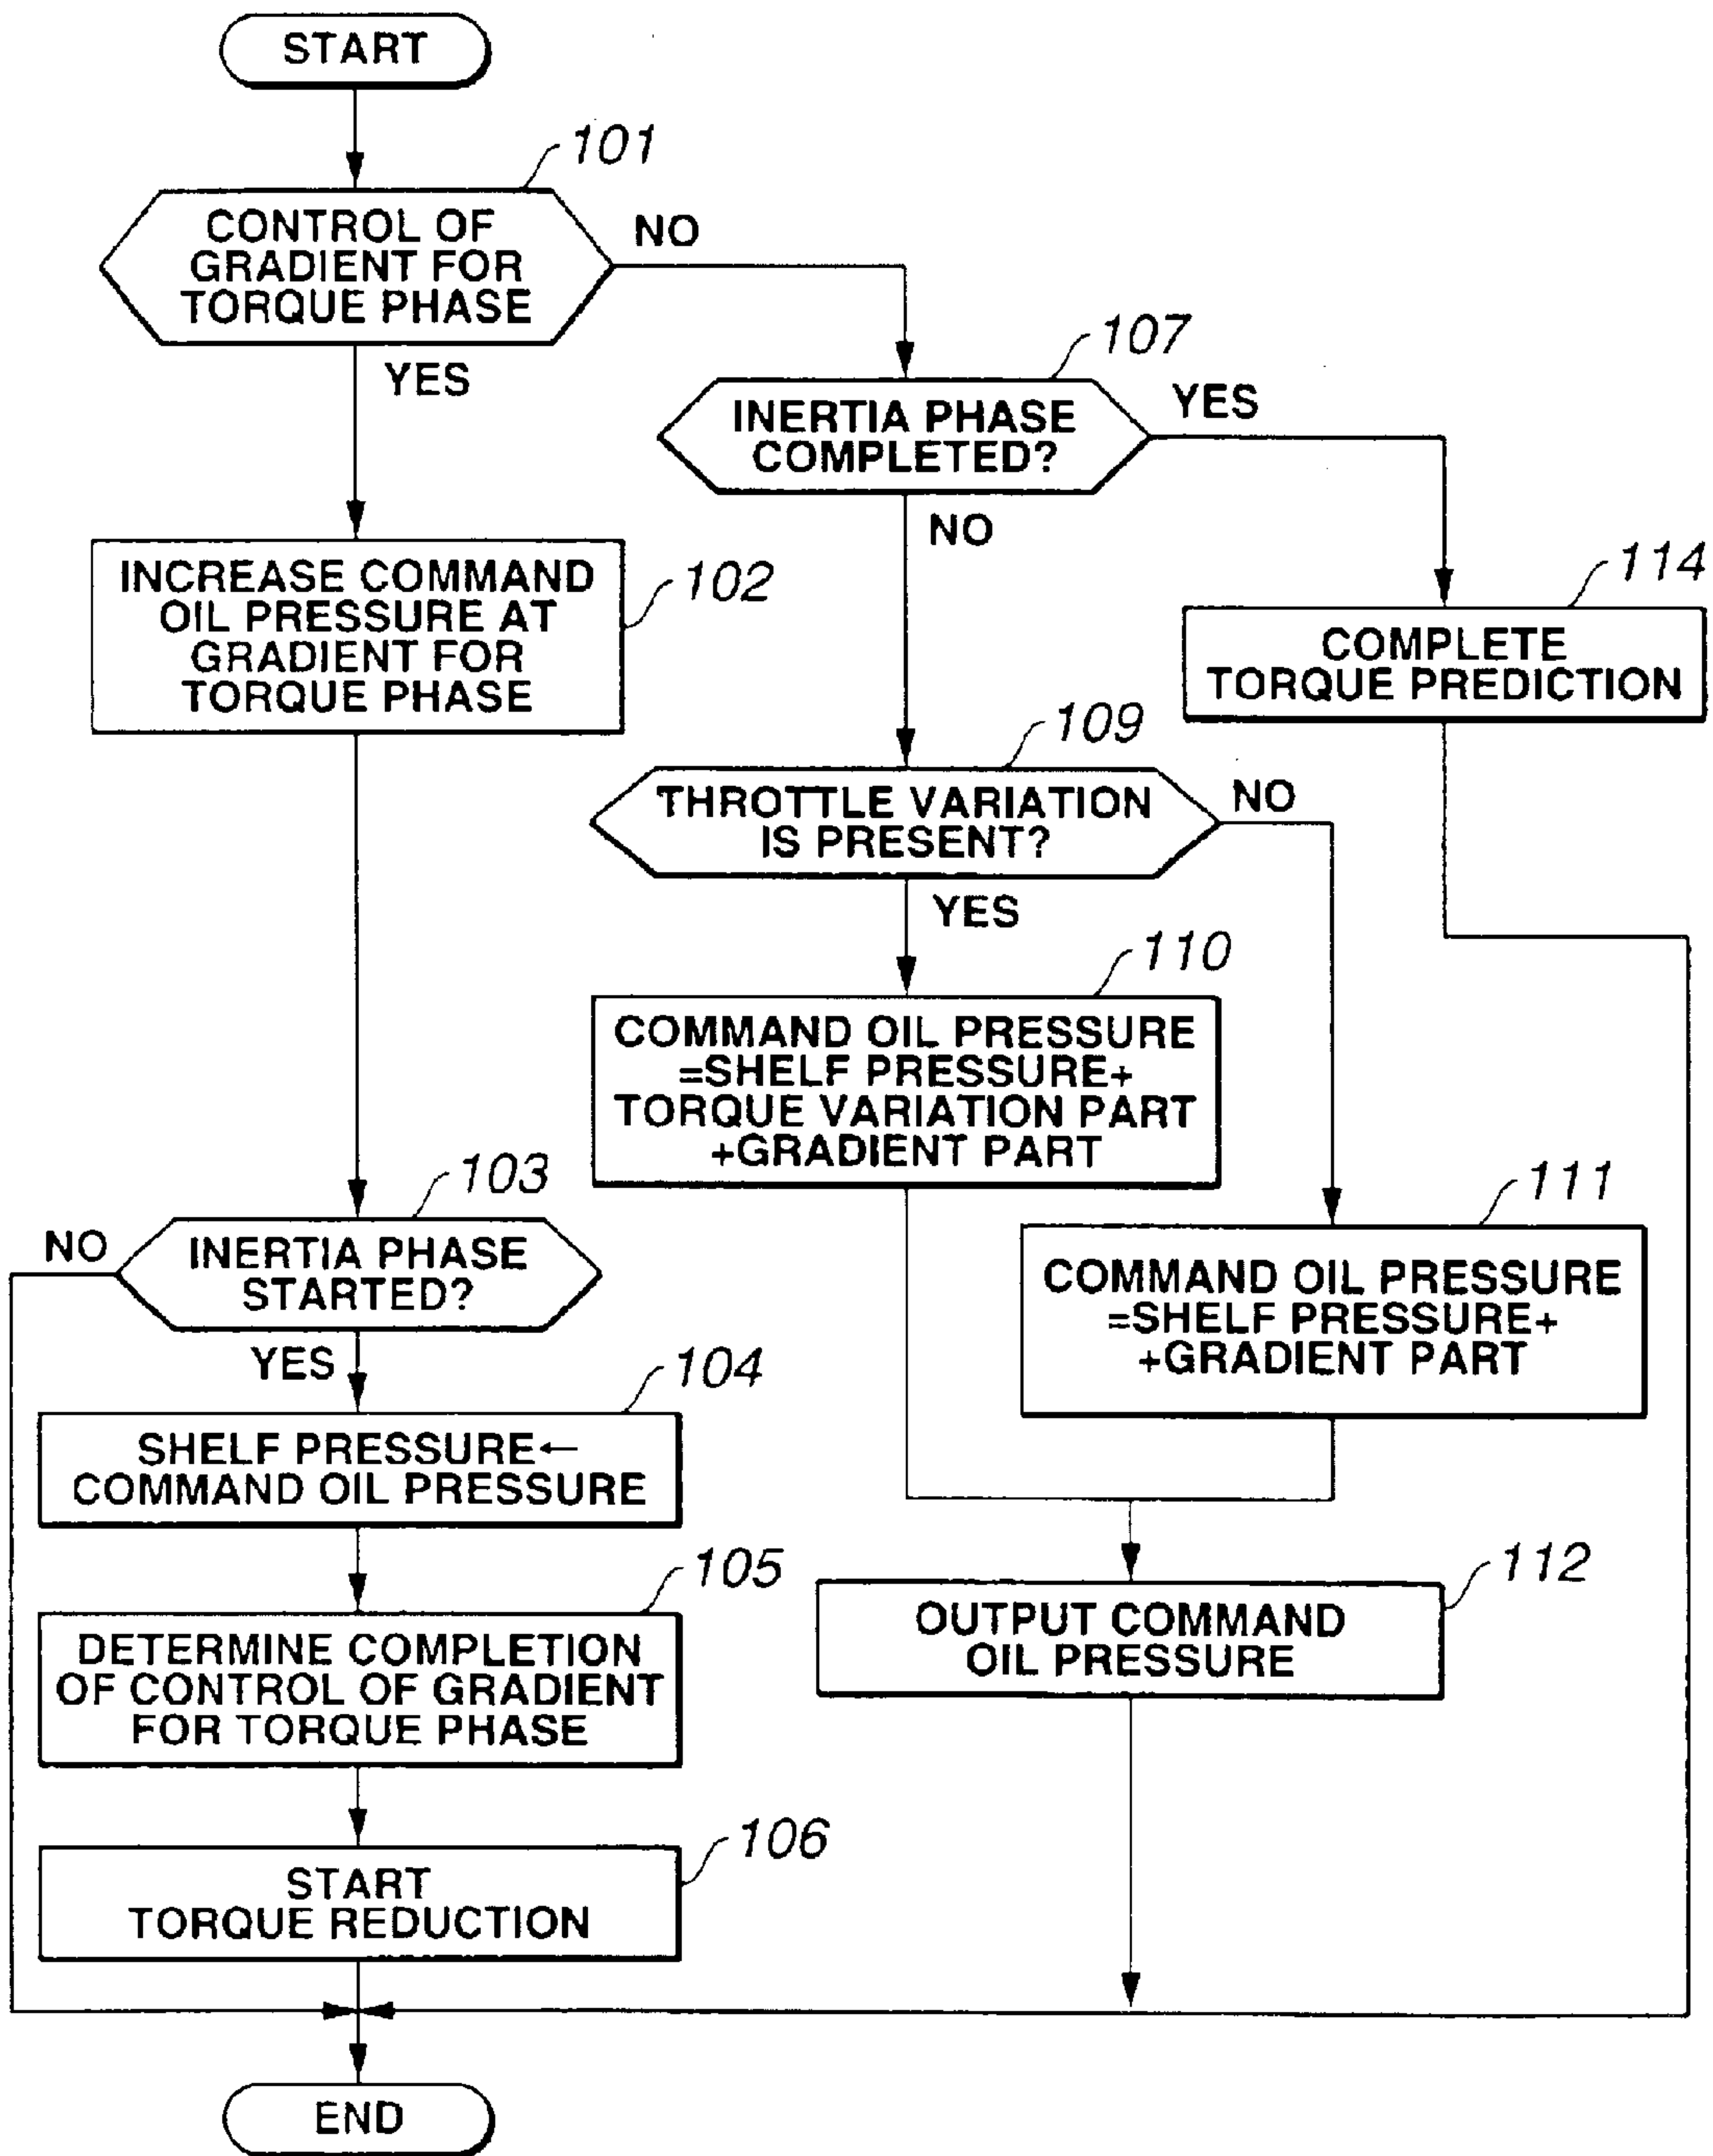 START
101
CONTROL OF
GRADIENT FOR
TORQUE PHASE
NO
YES
107
INERTIA PHASE
COMPLETED?
YES
NO
102
INCREASE COMMAND
OIL PRESSURE AT
GRADIENT FOR
TORQUE PHASE
114
COMPLETE
TORQUE PREDICTION
109
THROTTLE VARIATION
IS PRESENT?
NO
YES
110
COMMAND OIL PRESSURE
=SHELF PRESSURE+
TORQUE VARIATION PART
+GRADIENT PART
111
COMMAND OIL PRESSURE
=SHELF PRESSURE+
+GRADIENT PART
103
NO
INERTIA PHASE
STARTED?
YES
104
SHELF PRESSURE←
COMMAND OIL PRESSURE
105
DETERMINE COMPLETION
OF CONTROL OF GRADIENT
FOR TORQUE PHASE
112
OUTPUT COMMAND
OIL PRESSURE
106
START
TORQUE REDUCTION
END